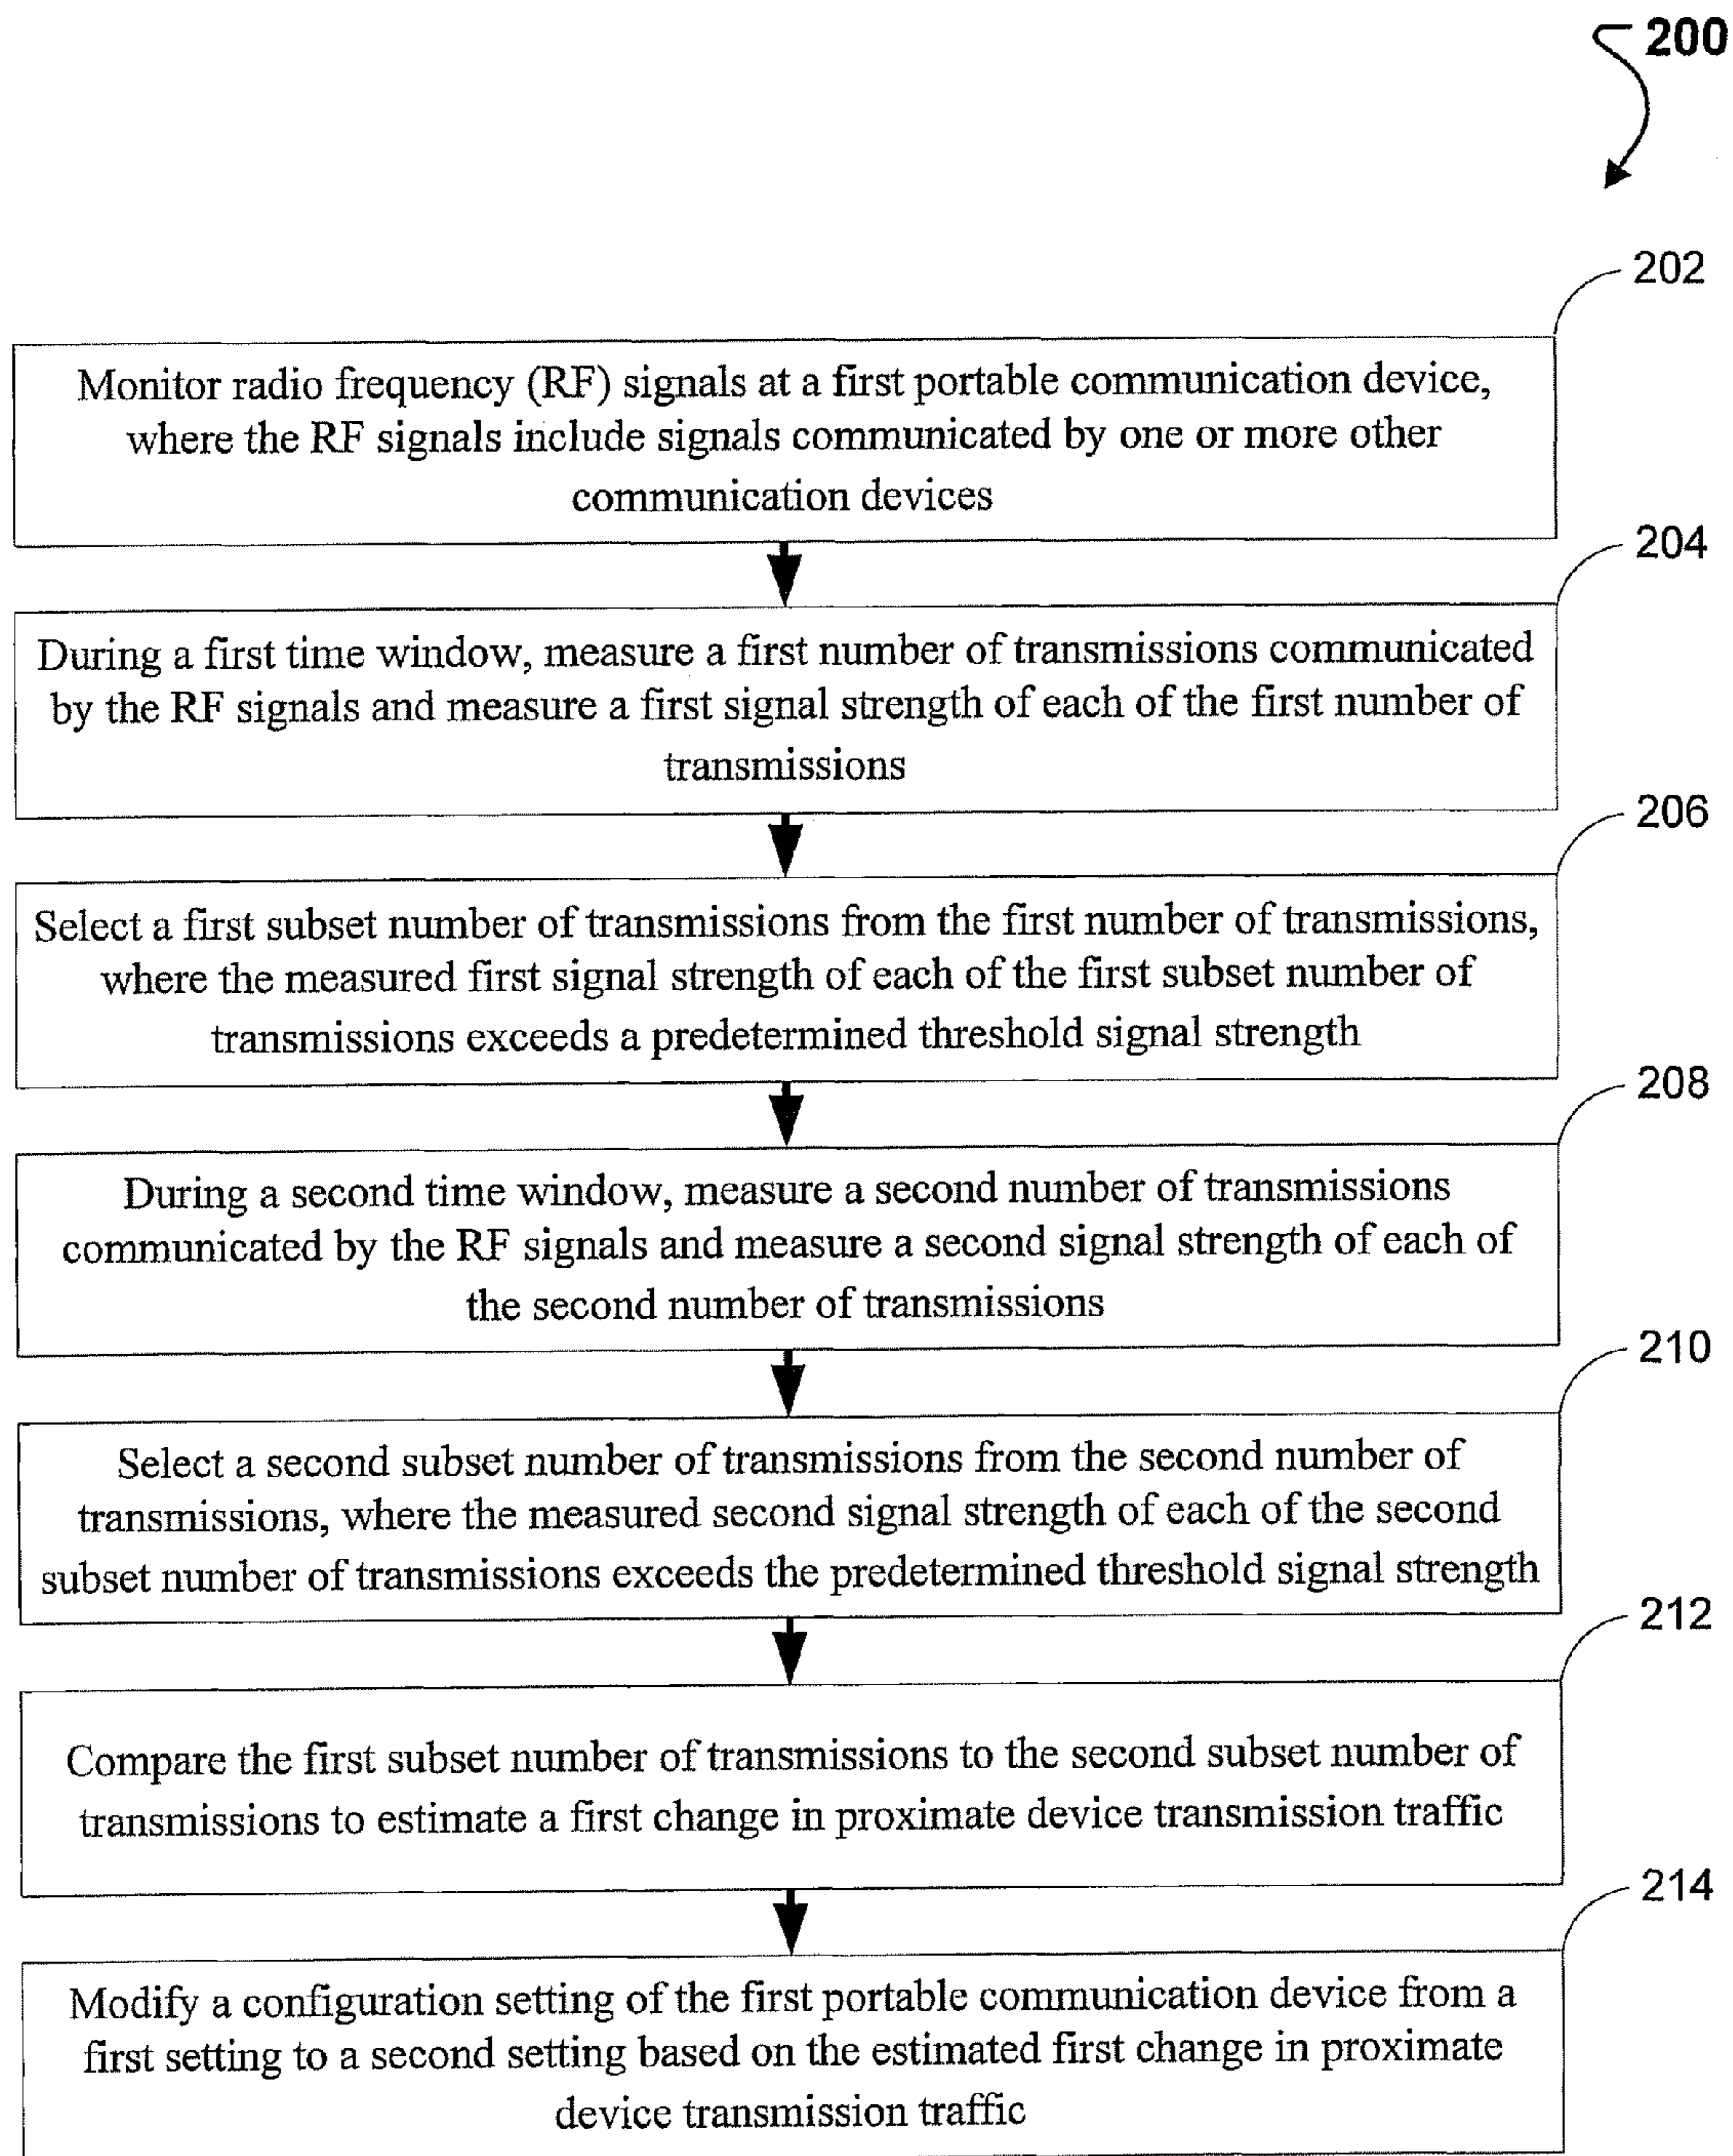 200
202
Monitor radio frequency (RF) signals at a first portable communication device,
where the RF signals include signals communicated by one or more other
communication devices
204
During a first time window, measure a first number of transmissions communicated
by the RF signals and measure a first signal strength of each of the first number of
transmissions
206
Select a first subset number of transmissions from the first number of transmissions,
where the measured first signal strength of each of the first subset number of
transmissions exceeds a predetermined threshold signal strength
208
During a second time window, measure a second number of transmissions
communicated by the RF signals and measure a second signal strength of each of
the second number of transmissions
210
Select a second subset number of transmissions from the second number of
transmissions, where the measured second signal strength of each of the second
subset number of transmissions exceeds the predetermined threshold signal strength
212
Compare the first subset number of transmissions to the second subset number of
transmissions to estimate a first change in proximate device transmission traffic
214
Modify a configuration setting of the first portable communication device from a
first setting to a second setting based on the estimated first change in proximate
device transmission traffic